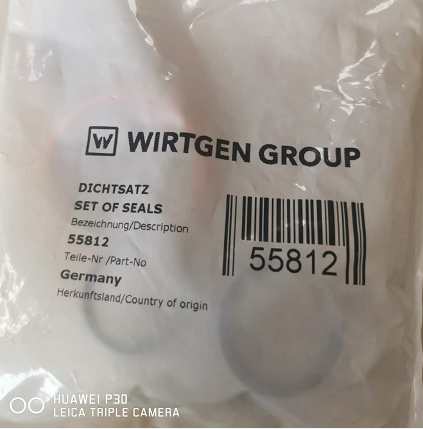 W WIRTGEN GROUP
DICHTSATZ
SET OF SEALS
Bezeichnung/Description
55812
Teile-Nr /Part-No
Germany
Herkunftsland/Country of origin
55812
HUAWEI P30
LEICA TRIPLE CAMERA